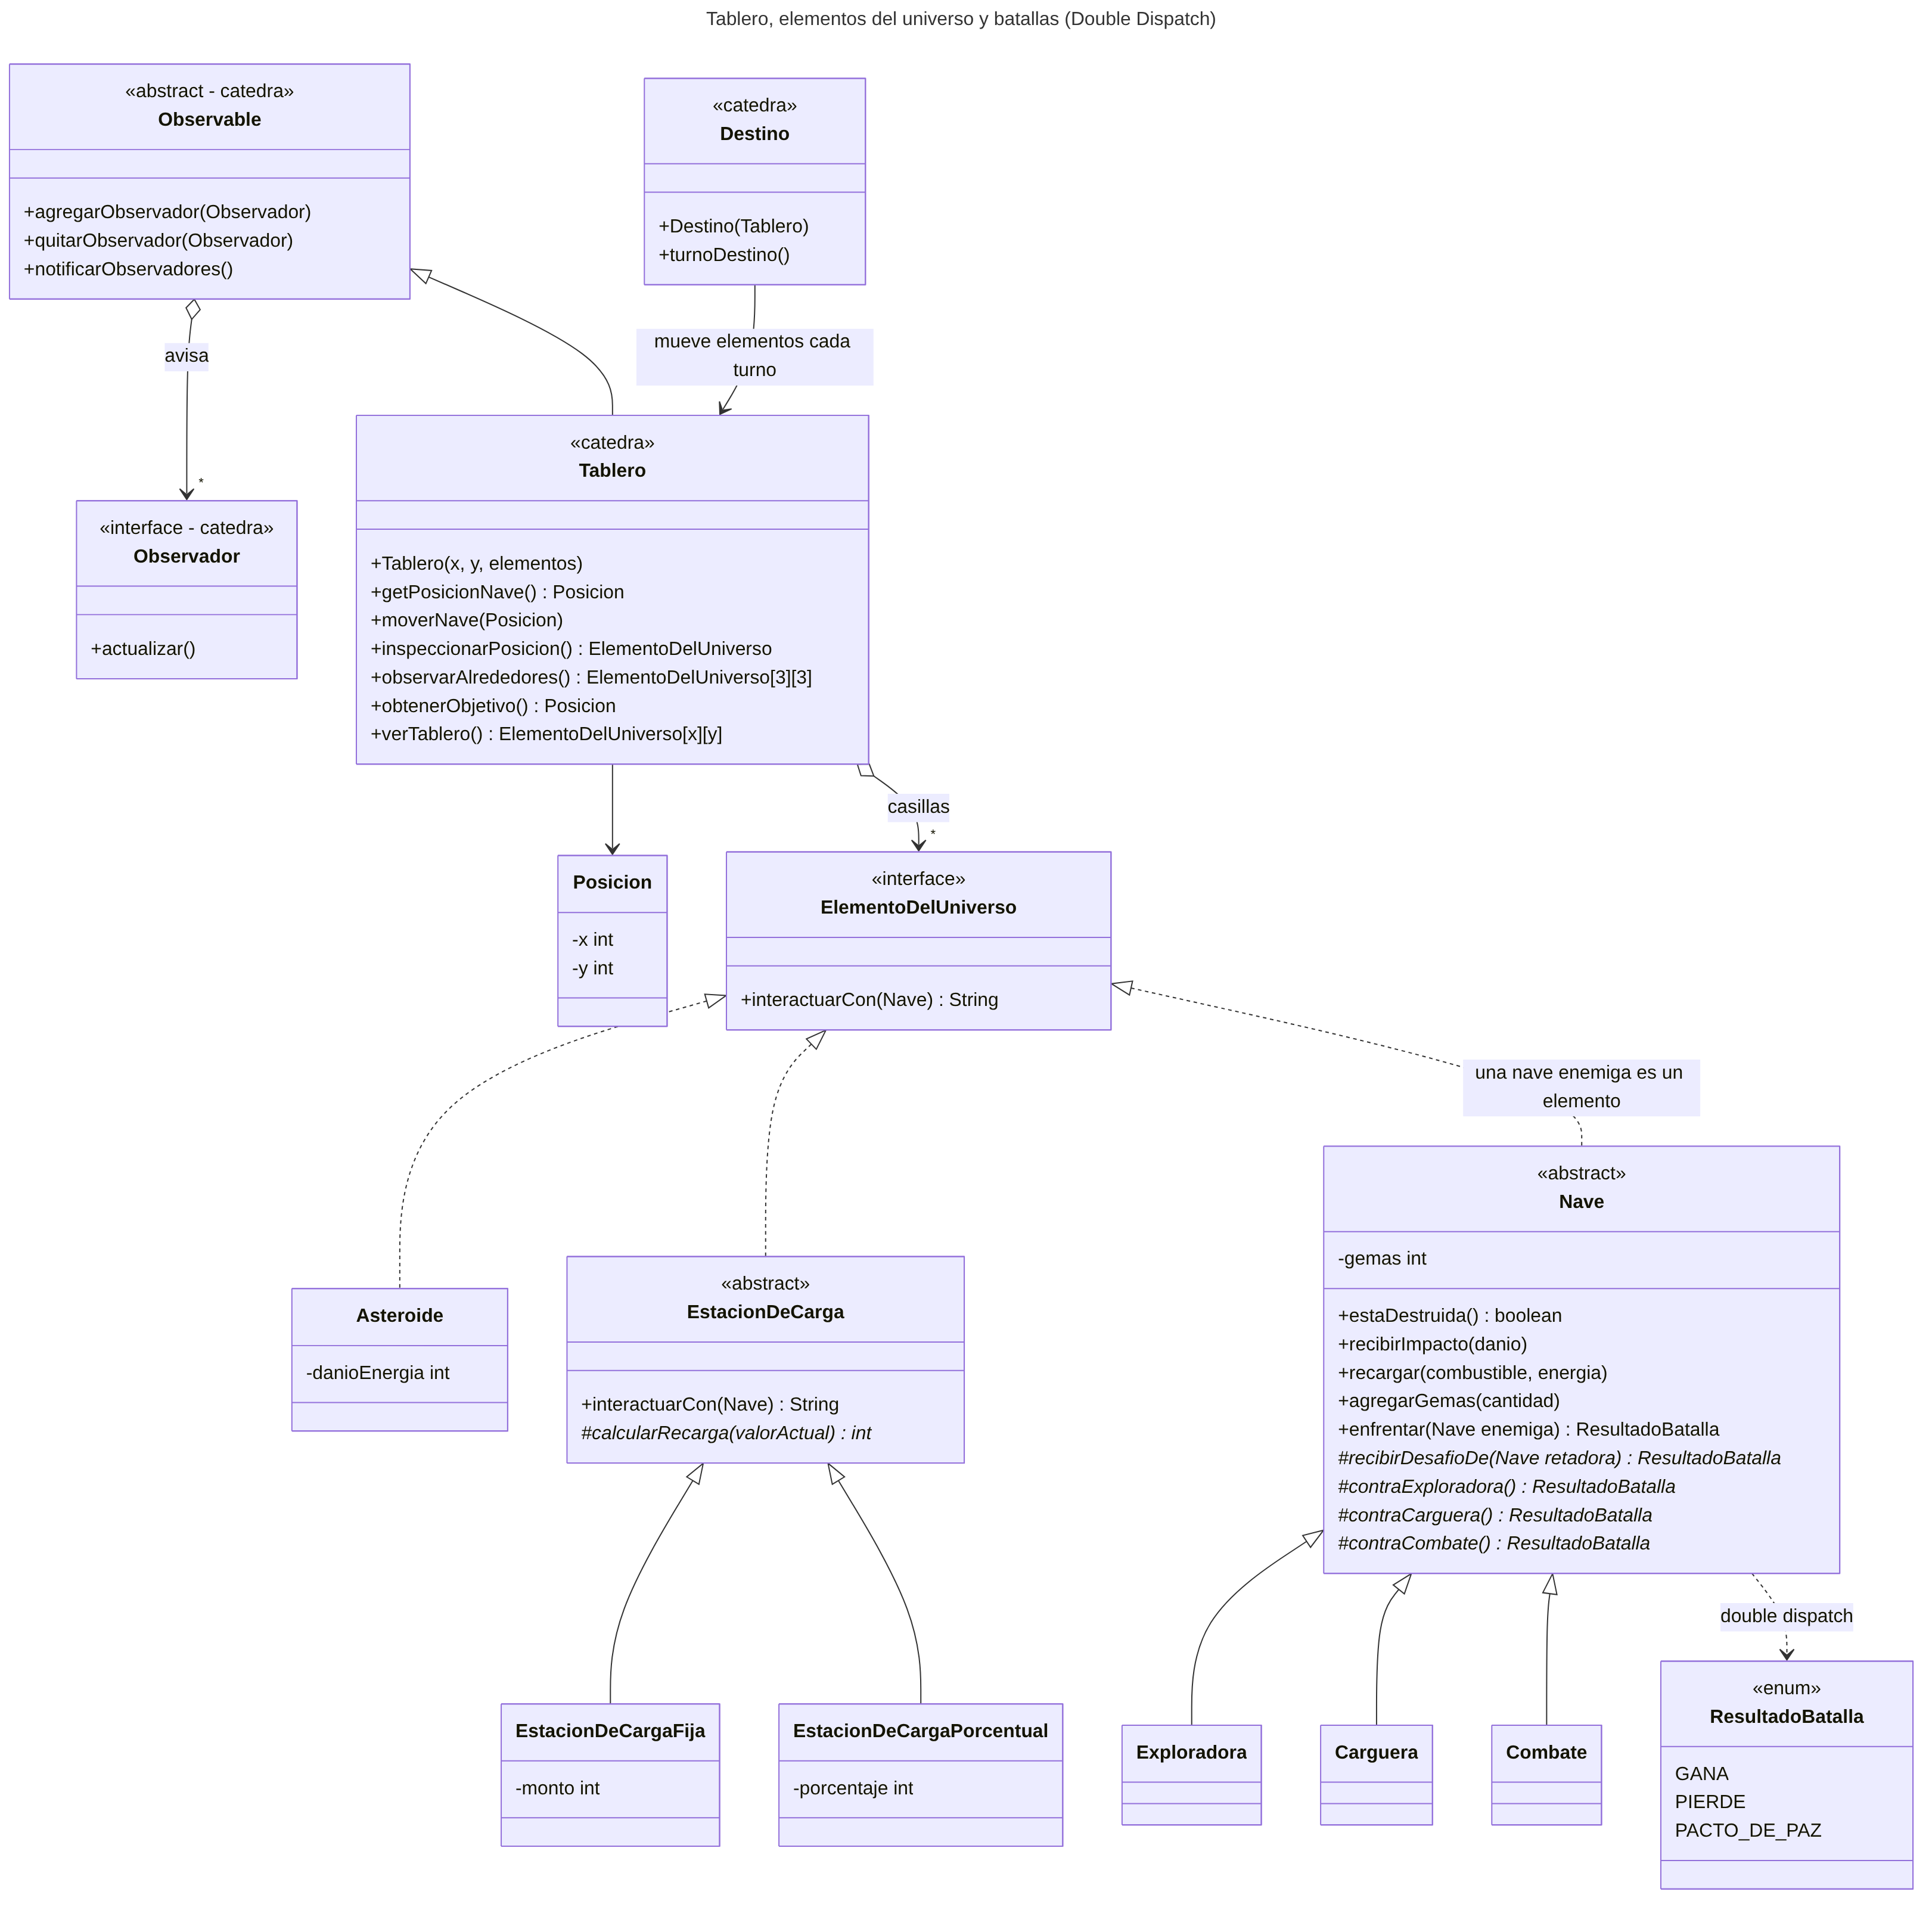 Tablero, elementos del universo y batallas (Double Dispatch)
«abstract - catedra»
Observable
+agregarObservador(Observador)
+quitarObservador(Observador)
+notificarObservadores()
«catedra»
Destino
+Destino(Tablero)
+turnoDestino()
avisa
mueve elementos cada
turno
*
«interface - catedra»
Observador
+actualizar()
«catedra»
Tablero
+Tablero(x, y, elementos)
+getPosicionNave() : Posicion
+moverNave(Posicion)
+inspeccionarPosicion() : ElementoDelUniverso
+observarAlrededores() : ElementoDelUniverso[3][3]
+obtenerObjetivo() : Posicion
+verTablero() : ElementoDelUniverso[x][y]
casillas
*
Posicion
-x int
-y int
«interface»
ElementoDelUniverso
+interactuarCon(Nave) : String
una nave enemiga es un
elemento
Asteroide
-danioEnergia int
«abstract»
EstacionDeCarga
+interactuarCon(Nave) : String
#calcularRecarga(valorActual) : int
«abstract»
Nave
-gemas int
+estaDestruida() : boolean
+recibirImpacto(danio)
+recargar(combustible, energia)
+agregarGemas(cantidad)
+enfrentar(Nave enemiga) : ResultadoBatalla
#recibirDesafioDe(Nave retadora) : ResultadoBatalla
#contraExploradora() : ResultadoBatalla
#contraCarguera() : ResultadoBatalla
#contraCombate() : ResultadoBatalla
double dispatch
EstacionDeCargaFija
-monto int
EstacionDeCargaPorcentual
-porcentaje int
Exploradora
Carguera
Combate
«enum»
ResultadoBatalla
GANA
PIERDE
PACTO_DE_PAZ